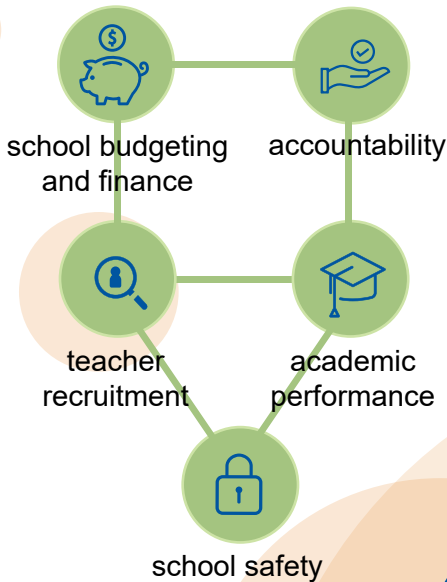 $
school budgeting
and finance
accountability
teacher
recruitment
academic
performance
school safety